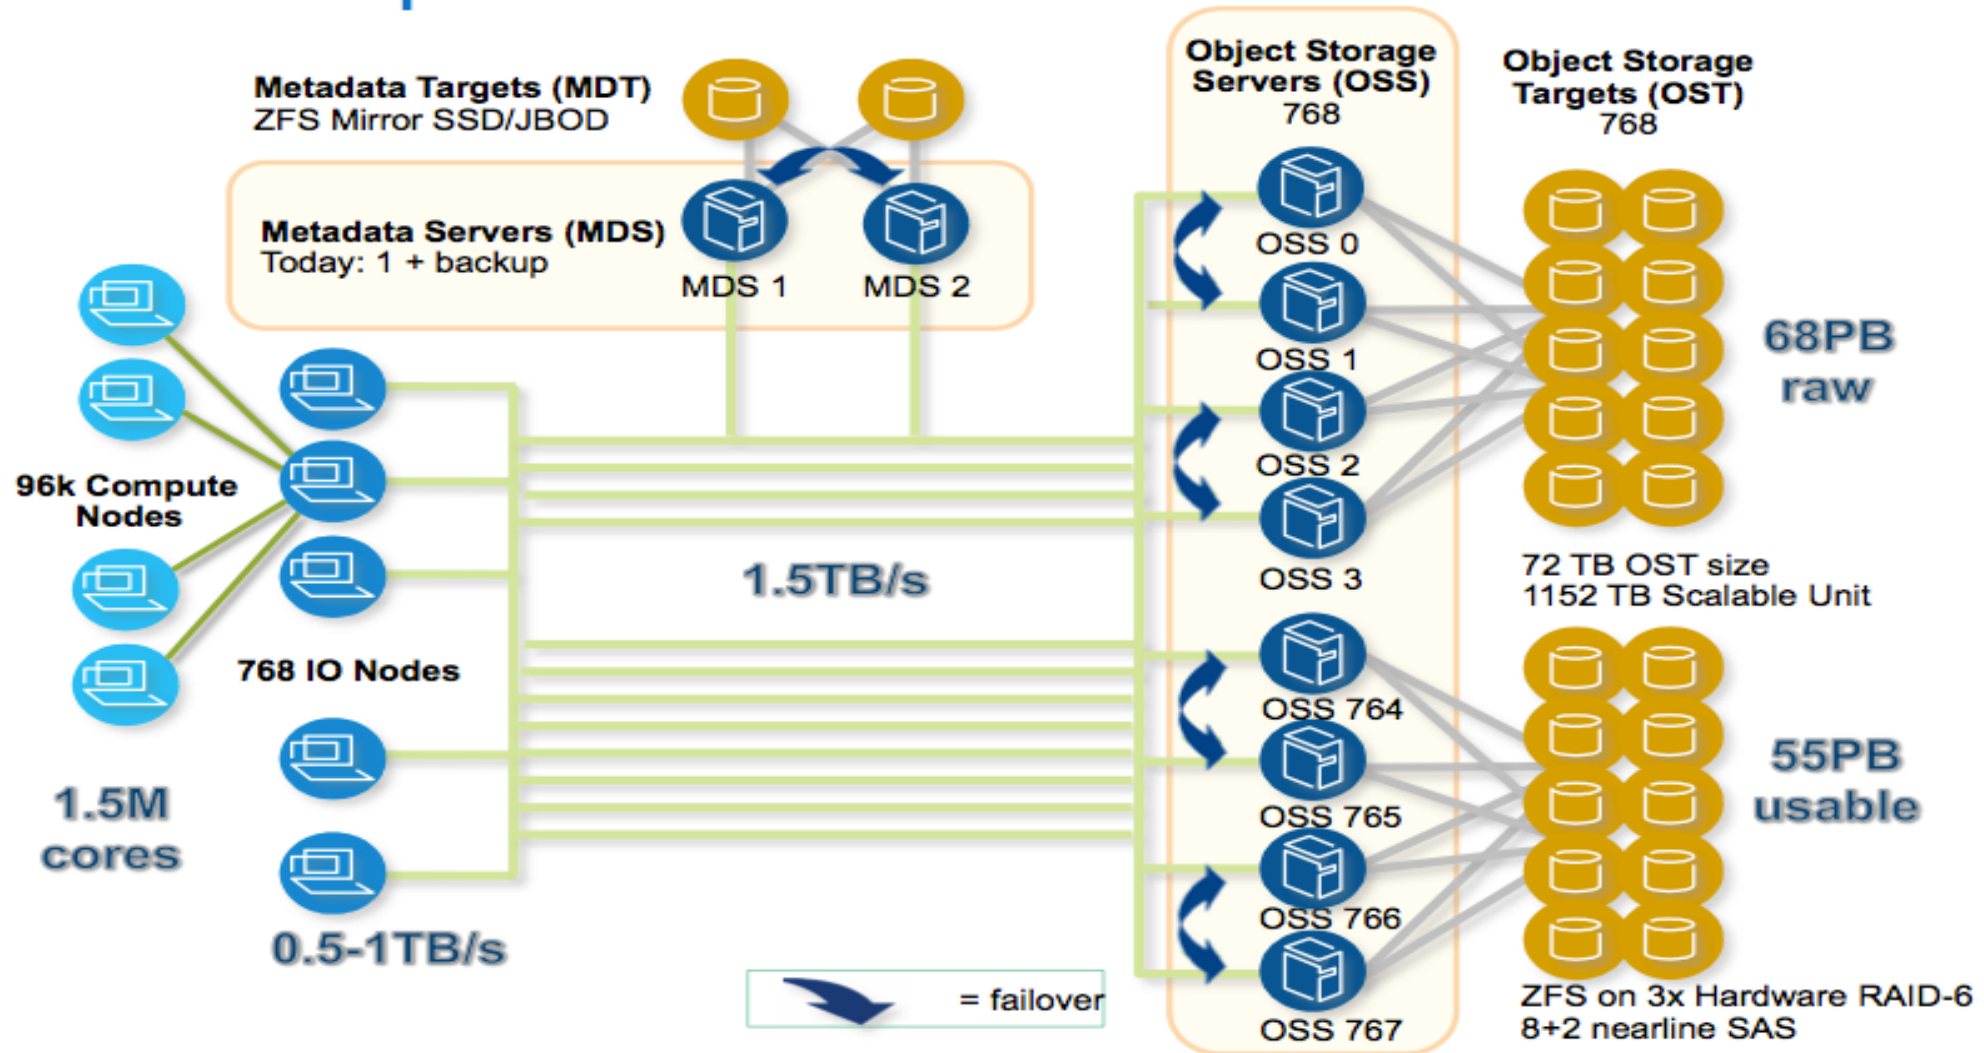 Metadata Targets (MDT)
ZFS Mirror SSD/JBOD
Metadata Servers (MDS)
Today: 1 + backup
MDS 1
MDS 2
96k Compute
Nodes
1.5M
cores
768 IO Nodes
0.5-1TB/s
1.5TB/s
= failover
Object Storage
Servers (OSS)
768
OSS 0
OSS 1
OSS 2
OSS 3
OSS 764
OSS 765
OSS 766
OSS 767
Object Storage
Targets (OST)
768
68PB
raw
72 TB OST size
1152 TB Scalable Unit
55PB
usable
ZFS on 3x Hardware RAID-6
8+2 nearline SAS